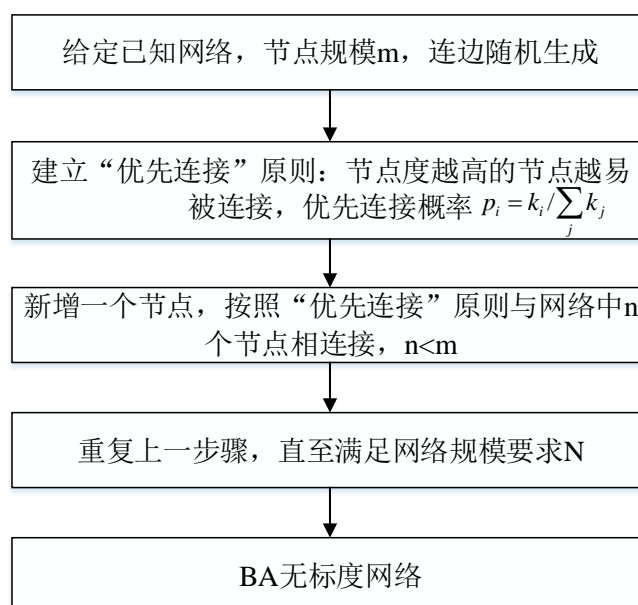 给定已知网络，节点规模m，连边随机生成
建立“优先连接”原则：节点度越高的节点越易
被连接，优先连接概率 p_i = k_i / ∑_j k_j
新增一个节点，按照“优先连接”原则与网络中n
个节点相连接，n<m
重复上一步骤，直至满足网络规模要求N
BA无标度网络